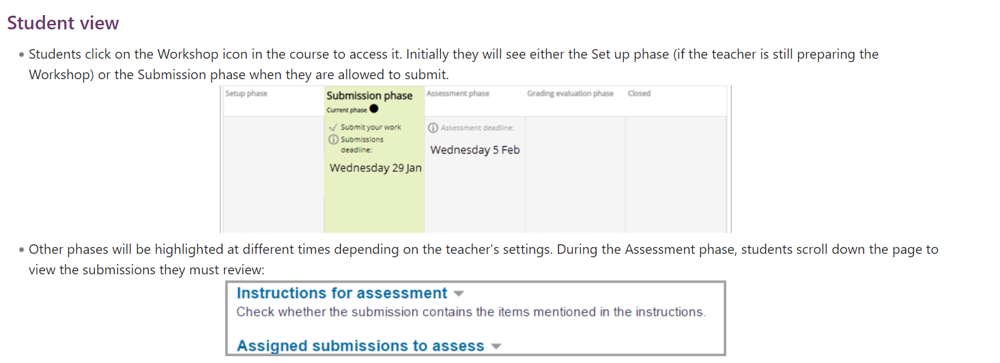 Student view
Students click on the Workshop icon in the course to access it. Initially they will see either the Set up phase (if the teacher is still preparing the
Workshop) or the Submission phase when they are allowed to submit.
Setup phase
Submission phase
Current phase
Submit your work
Submissions
deadline:
Wednesday 29 Jan
Assessment phase
Assessment deadline:
Wednesday 5 Feb
Grading evaluation phase
Closed
Other phases will be highlighted at different times depending on the teacher's settings. During the Assessment phase, students scroll down the page to
view the submissions they must review:
Instructions for assessment
Check whether the submission contains the items mentioned in the instructions.
Assigned submissions to assess